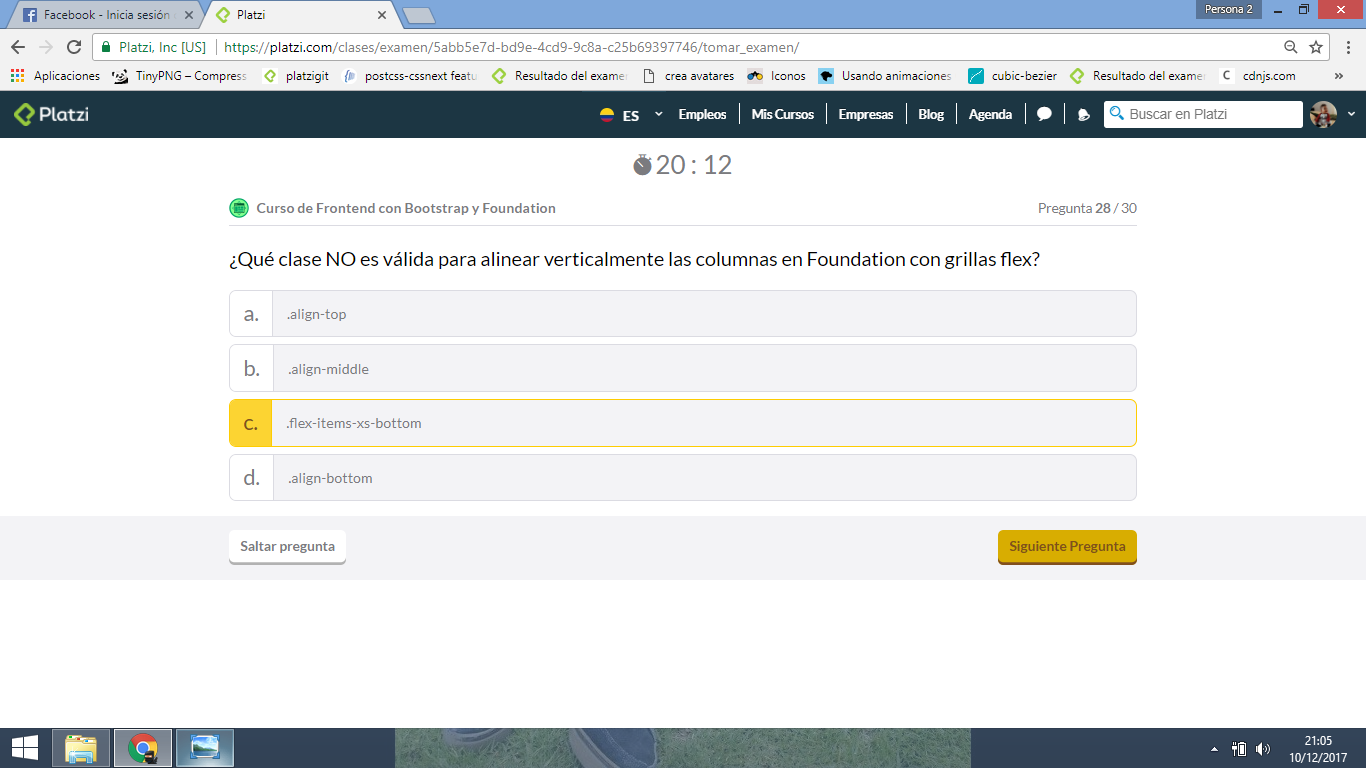 Facebook - Inicia sesión
Platzi
Persona 2
Platzi, Inc [US]
https://platzi.com/clases/examen/5abb5e7d-bd9e-4cd9-9c8a-c25b69397746/tomar_examen/
Aplicaciones
TinyPNG – Compress
platzigit
postcss-cssnext featu
Resultado del exame
crea avatares
Iconos
Usando animaciones
cubic-bezier
Resultado del exame
cdnjs.com
»
Platzi
ES
Empleos
Mis Cursos
Empresas
Blog
Agenda
Buscar en Platzi
20 : 12
Curso de Frontend con Bootstrap y Foundation
Pregunta 28 / 30
¿Qué clase NO es válida para alinear verticalmente las columnas en Foundation con grillas flex?
a. .align-top
b. .align-middle
c. .flex-items-xs-bottom
d. .align-bottom
Saltar pregunta
Siguiente Pregunta
21:05
10/12/2017